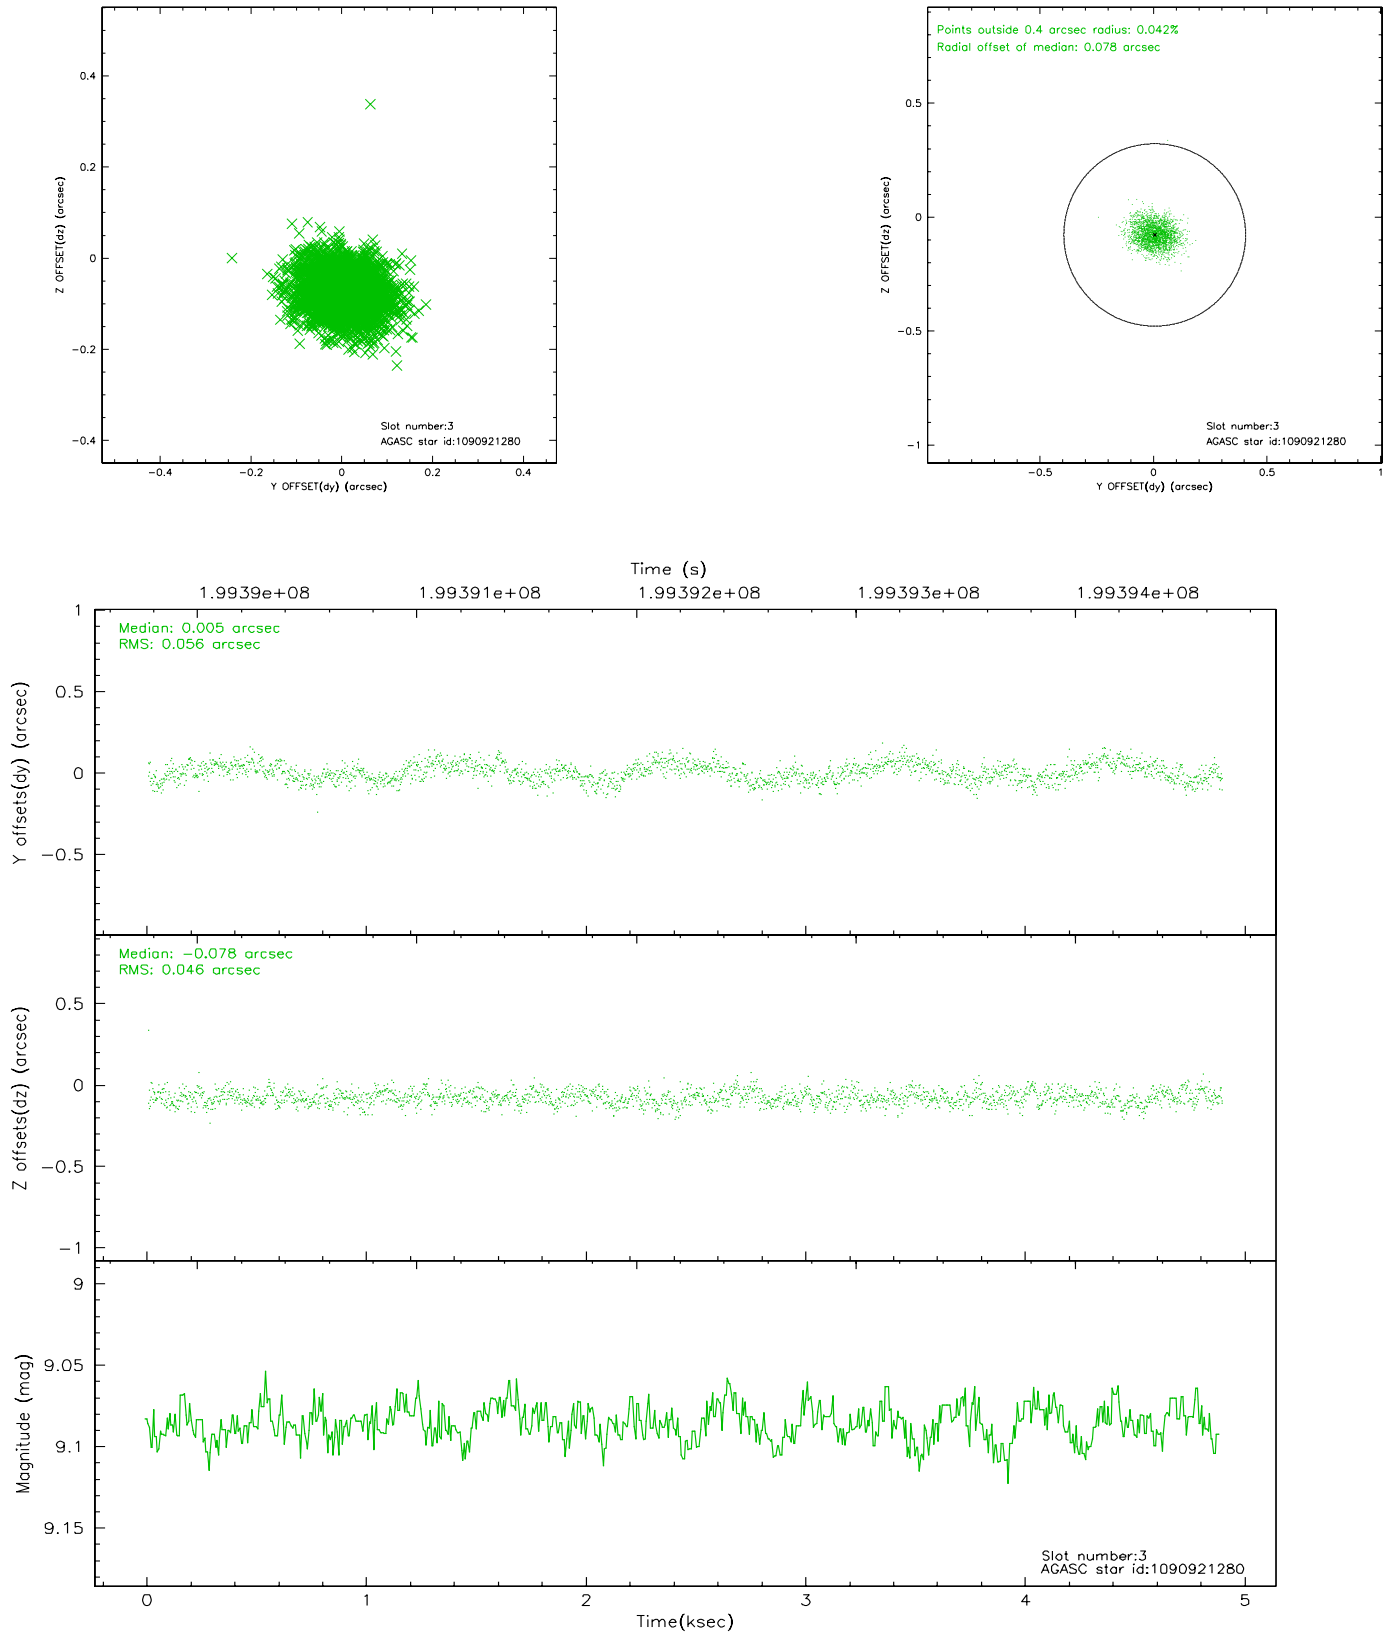 0.4
0.2
0
−0.2
−0.4
Z OFFSET(dz) (arcsec)
Slot number:3
AGASC star id:1090921280
−0.4 −0.2 0 0.2 0.4
Y OFFSET(dy) (arcsec)
Points outside 0.4 arcsec radius: 0.042%
Radial offset of median: 0.078 arcsec
0.5
0
−0.5
−1
Z OFFSET(dz) (arcsec)
Slot number:3
AGASC star id:1090921280
−0.5 0 0.5 1
Y OFFSET(dy) (arcsec)
Time (s)
1.9939e+08 1.99391e+08 1.99392e+08 1.99393e+08 1.99394e+08
Median: 0.005 arcsec
RMS: 0.056 arcsec
1
0.5
0
−0.5
Y offsets(dy) (arcsec)
Median: −0.078 arcsec
RMS: 0.046 arcsec
0.5
0
−0.5
−1
Z offsets(dz) (arcsec)
9
9.05
9.1
9.15
Magnitude (mag)
Slot number:3
AGASC star id:1090921280
0 1 2 3 4 5
Time(ksec)